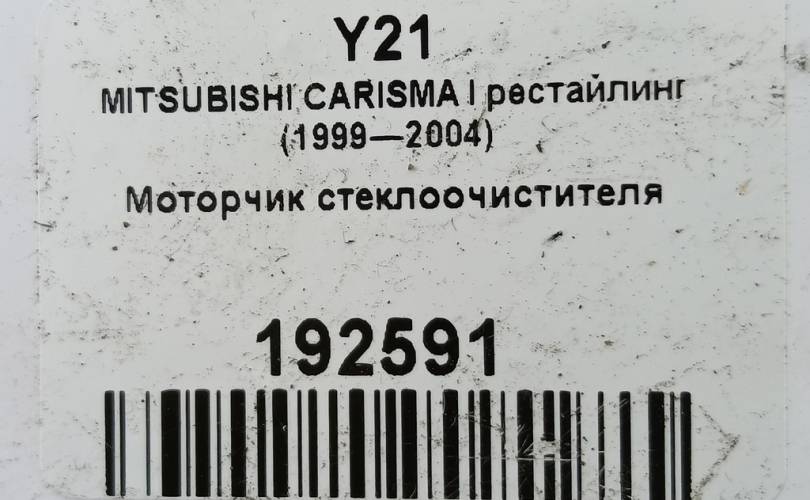 Y21
MITSUBISHI CARISMA I рестайлинг
(1999—2004)
Моторчик стеклоочистителя
192591